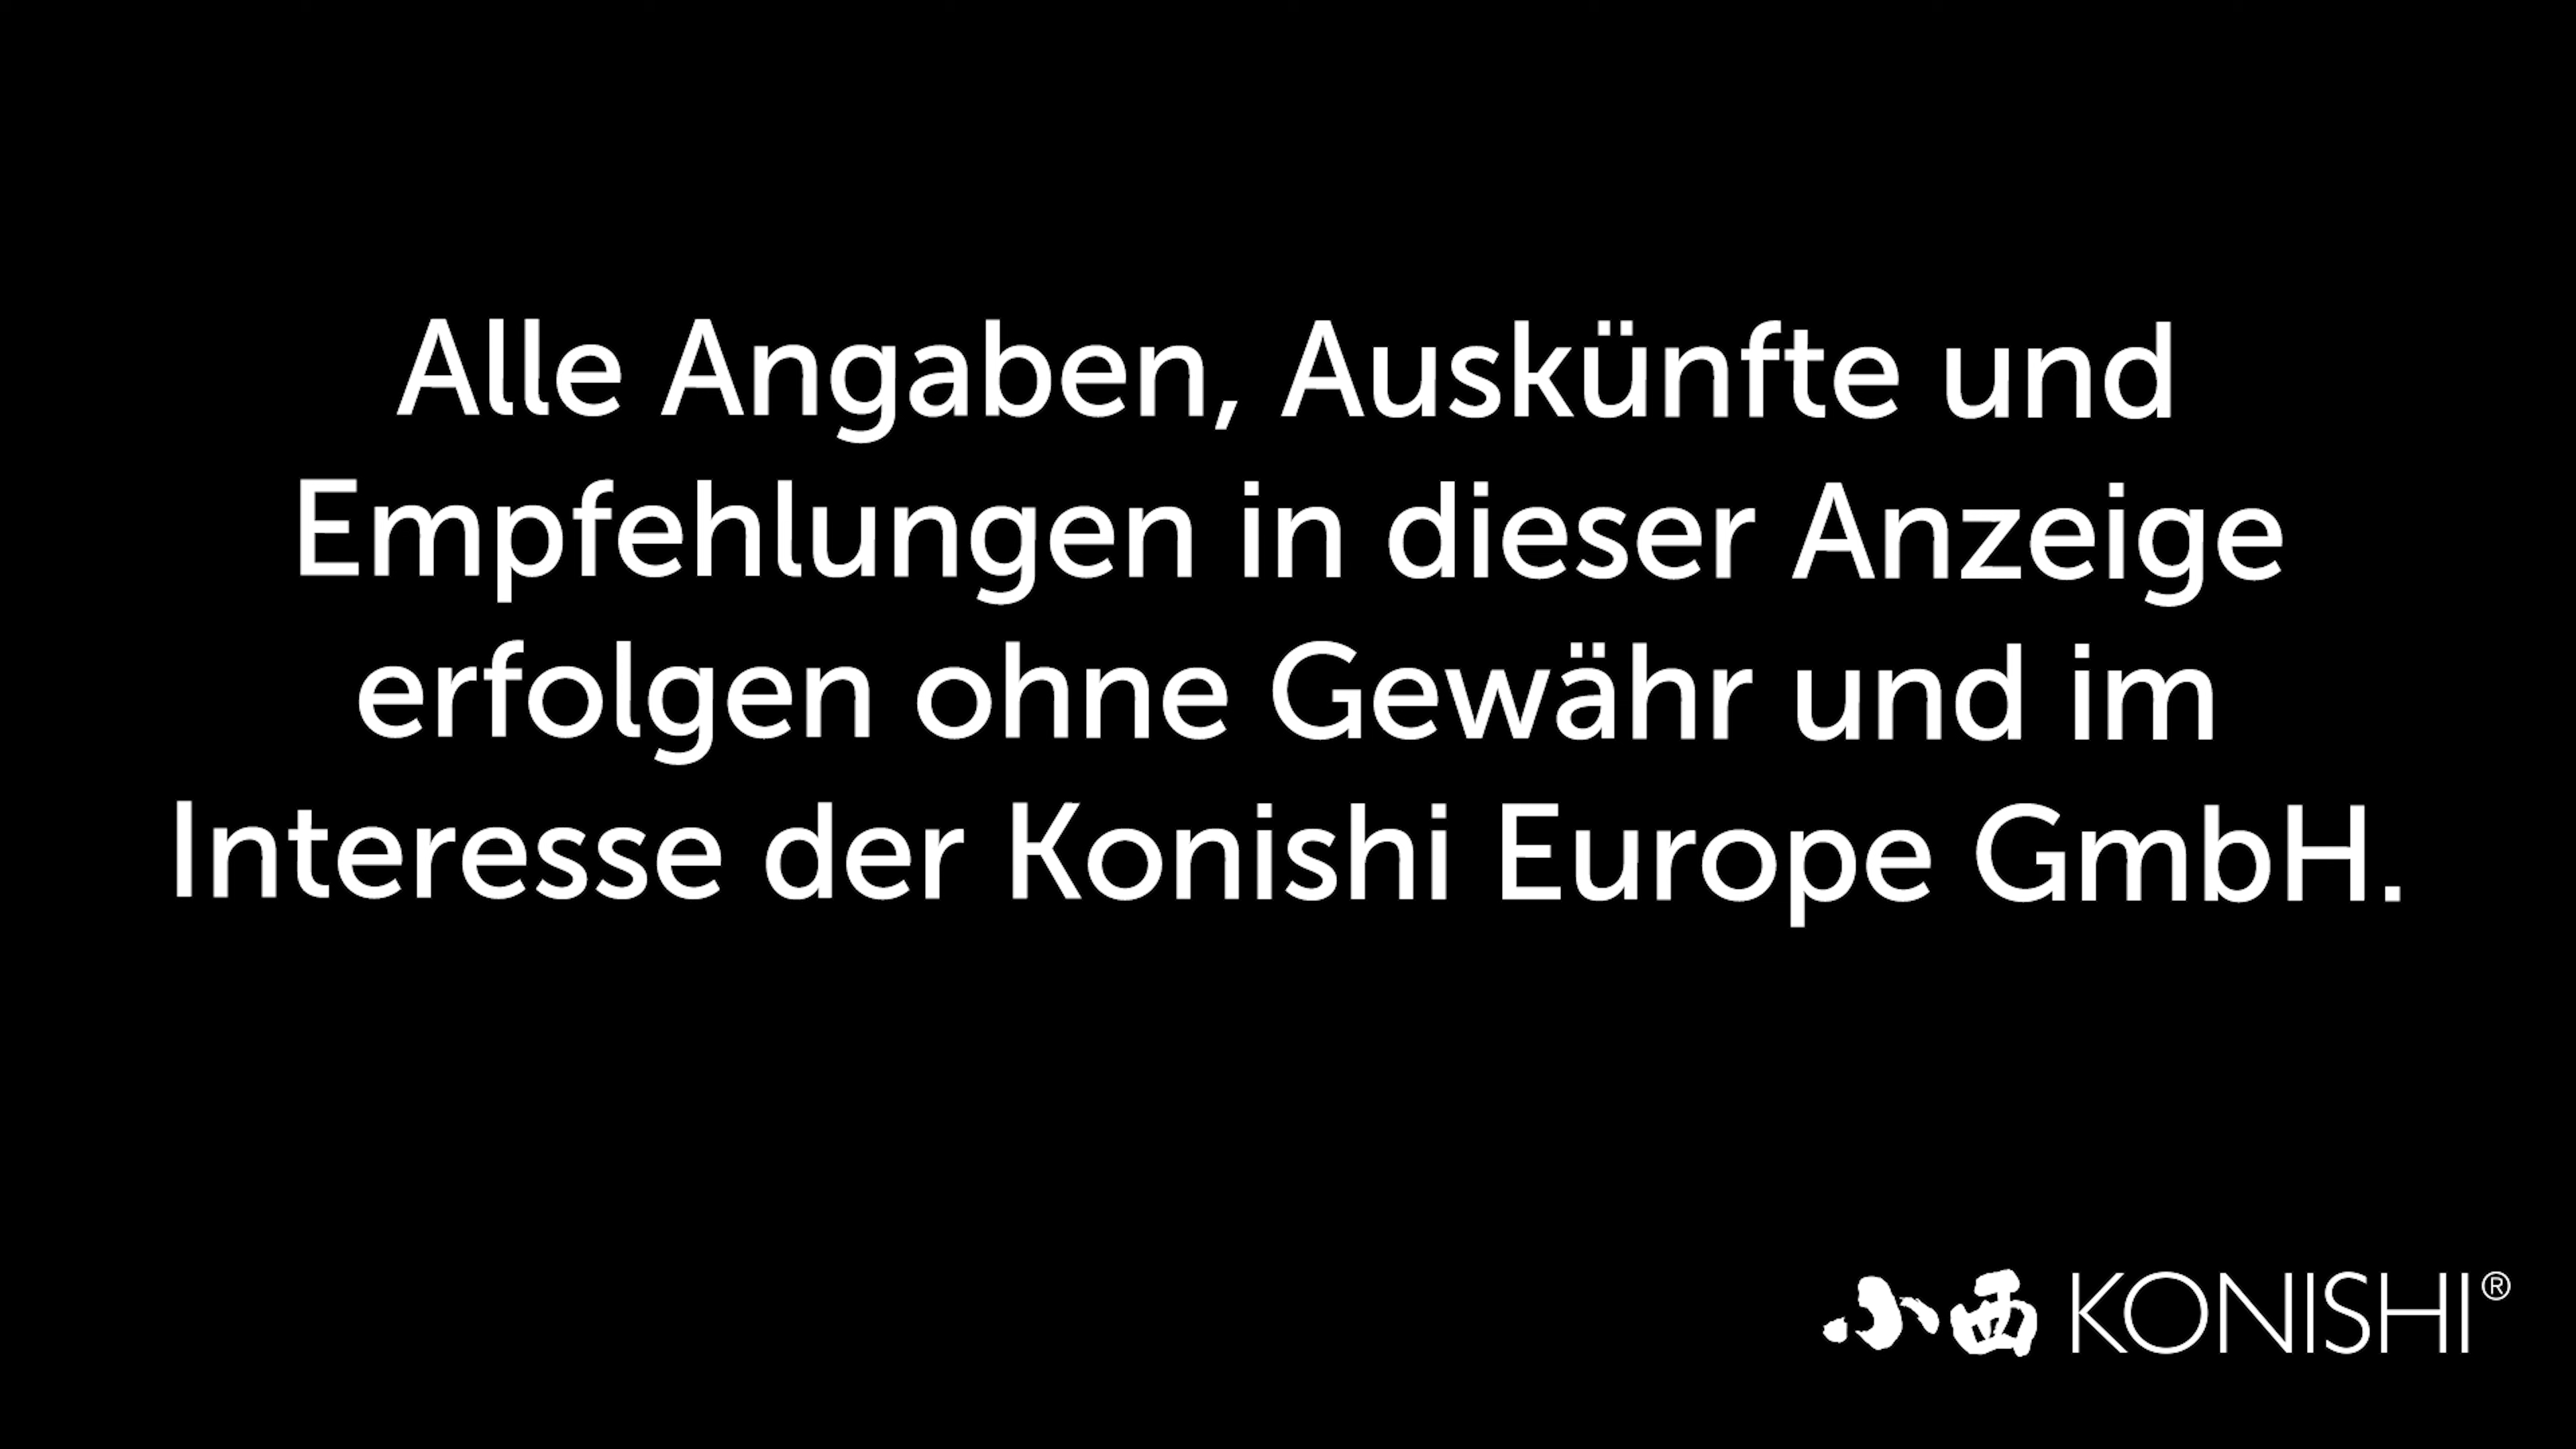 Alle Angaben, Auskünfte und
Empfehlungen in dieser Anzeige
erfolgen ohne Gewähr und im
Interesse der Konishi Europe GmbH.
小西 KONISHI®